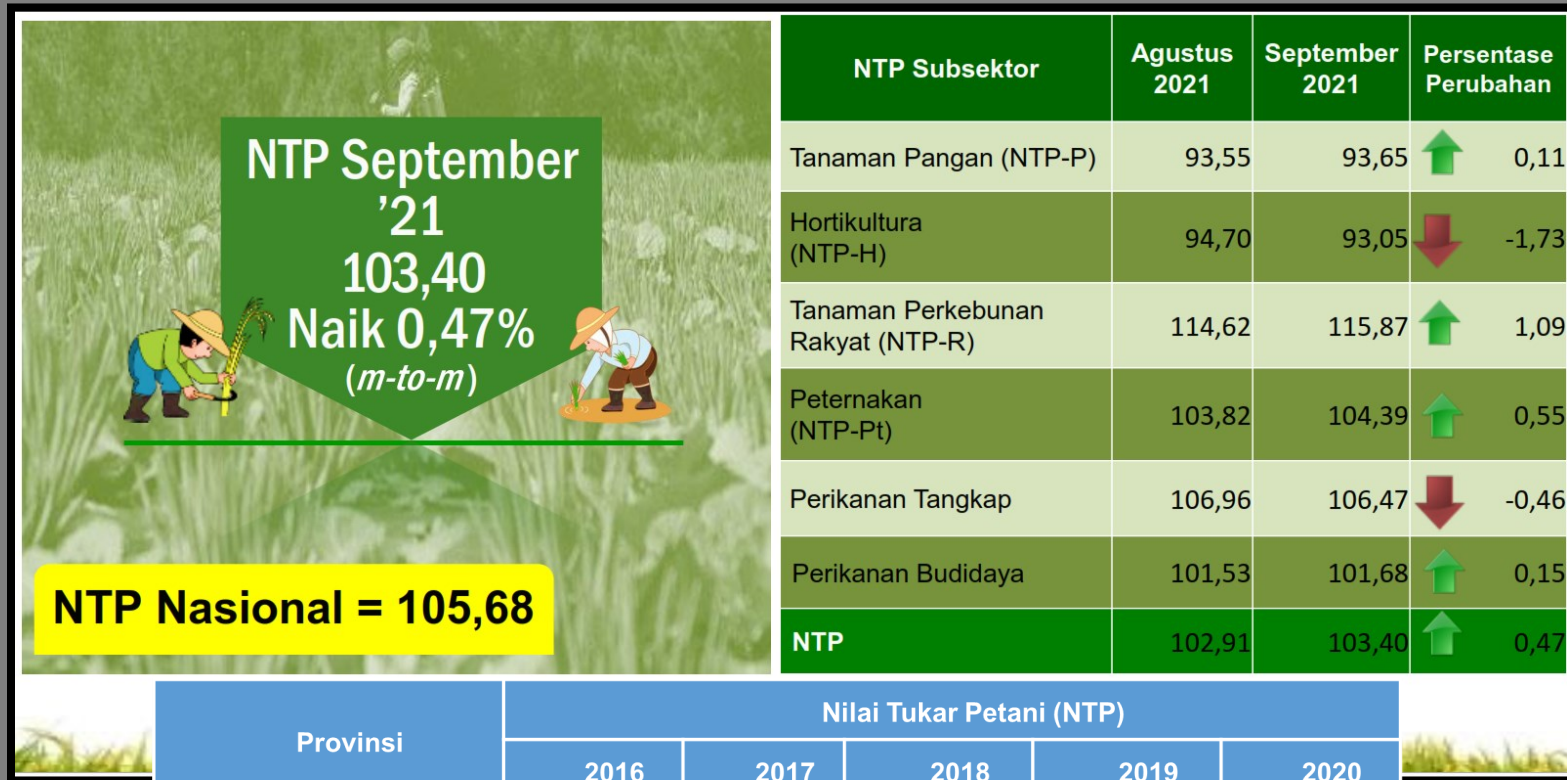 NTP September
’21
103,40
Naik 0,47%
(m-to-m)
NTP Nasional = 105,68
NTP Subsektor Agustus 2021 September 2021 Persentase Perubahan
Tanaman Pangan (NTP-P) 93,55 93,65 0,11
Hortikultura (NTP-H) 94,70 93,05 -1,73
Tanaman Perkebunan Rakyat (NTP-R) 114,62 115,87 1,09
Peternakan (NTP-Pt) 103,82 104,39 0,55
Perikanan Tangkap 106,96 106,47 -0,46
Perikanan Budidaya 101,53 101,68 0,15
NTP 102,91 103,40 0,47
Provinsi Nilai Tukar Petani (NTP)
2016 2017 2018 2019 2020